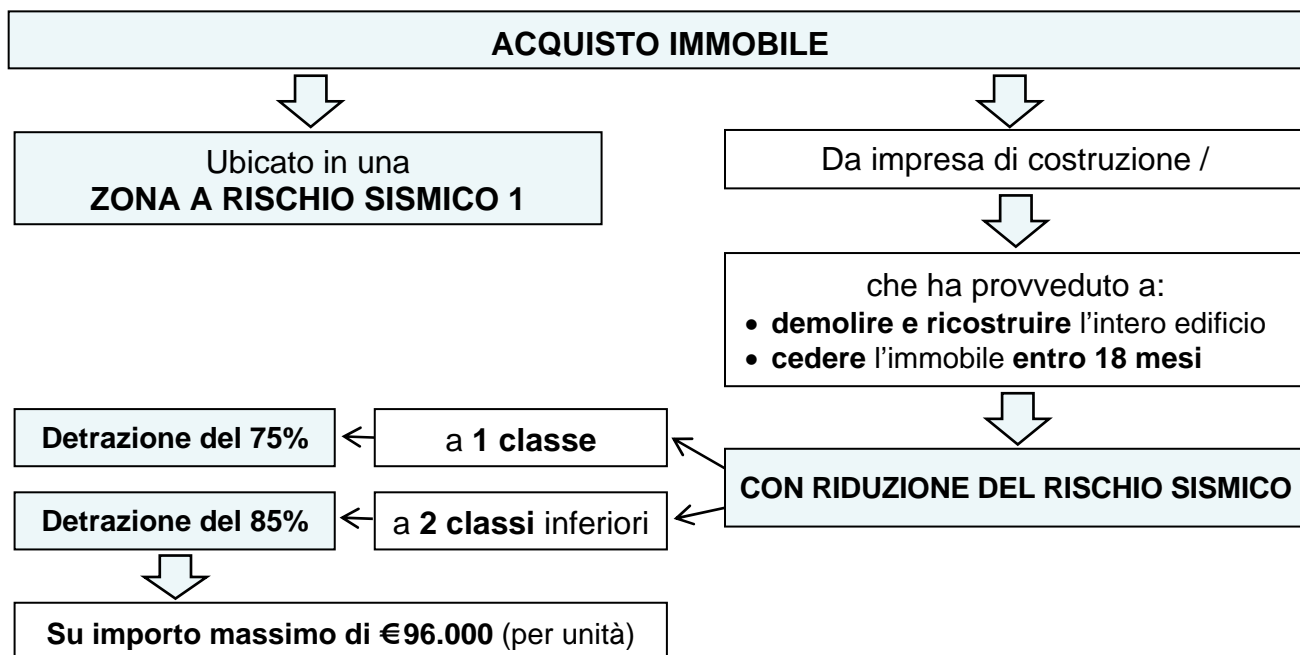 ACQUISTO IMMOBILE
Ubicato in una
ZONA A RISCHIO SISMICO 1
Da impresa di costruzione /
che ha provveduto a:
• demolire e ricostruire l'intero edificio
• cedere l'immobile entro 18 mesi
Detrazione del 75%
a 1 classe
CON RIDUZIONE DEL RISCHIO SISMICO
Detrazione del 85%
a 2 classi inferiori
Su importo massimo di €96.000 (per unità)